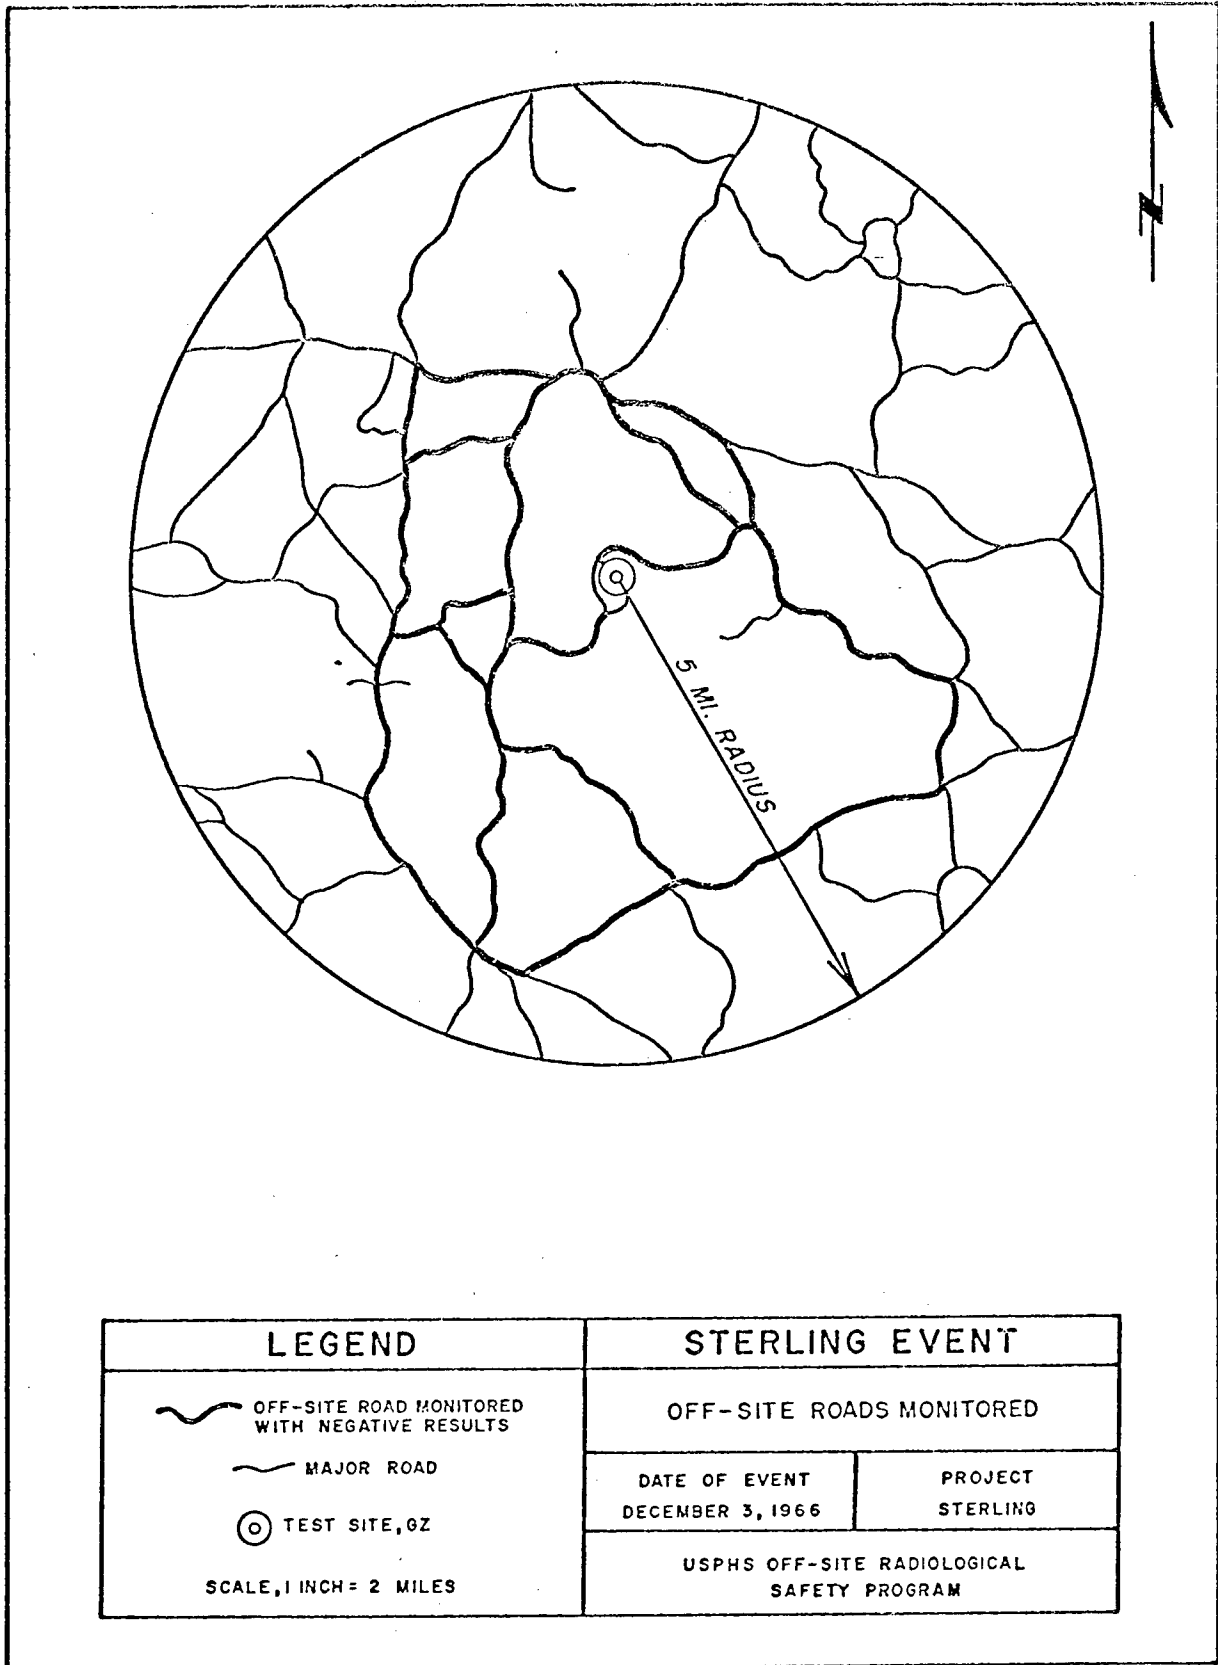 N
5 MI. RADIUS
LEGEND
OFF-SITE ROAD MONITORED
WITH NEGATIVE RESULTS
MAJOR ROAD
TEST SITE, GZ
SCALE, 1 INCH = 2 MILES
STERLING EVENT
OFF-SITE ROADS MONITORED
DATE OF EVENT
DECEMBER 3, 1966
PROJECT
STERLING
USPHS OFF-SITE RADIOLOGICAL
SAFETY PROGRAM